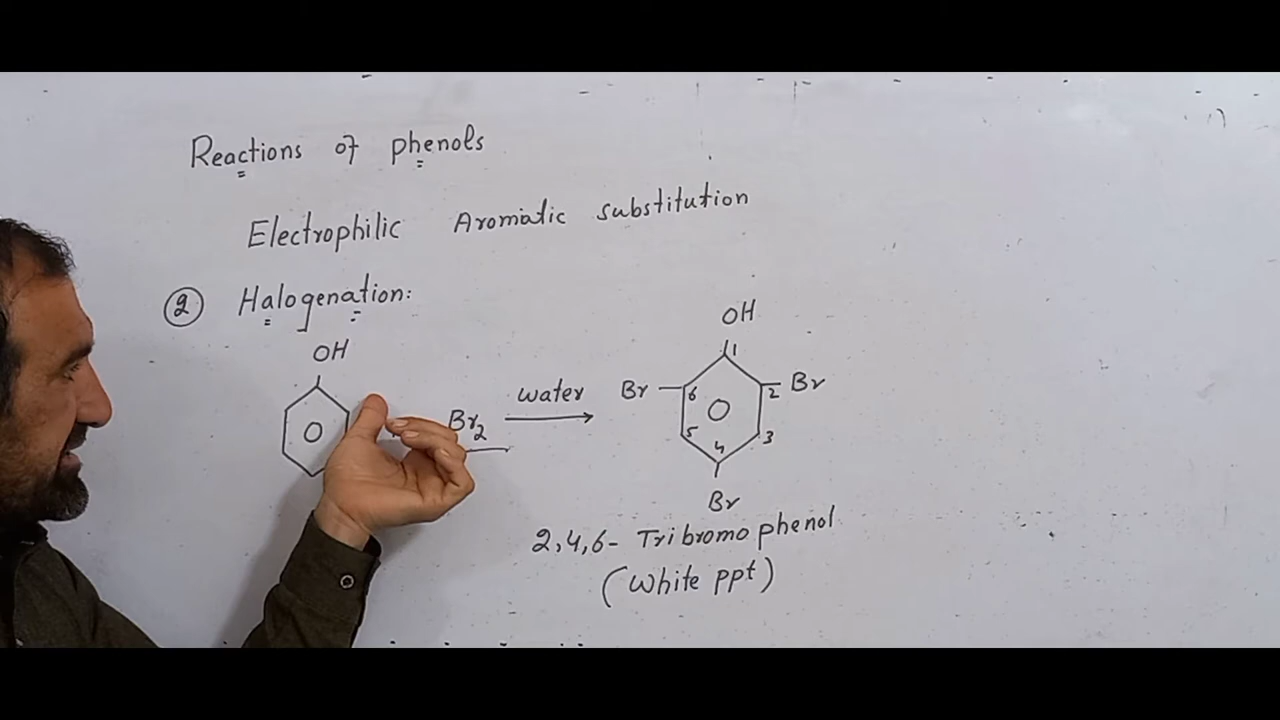 Reactions of phenols
Electrophilic Aromatic substitution
2 Halogenation:
OH
Br2
water
OH
Br
Br
Br
1
2
3
4
5
6
2,4,6- Tribromophenol
(White ppt)